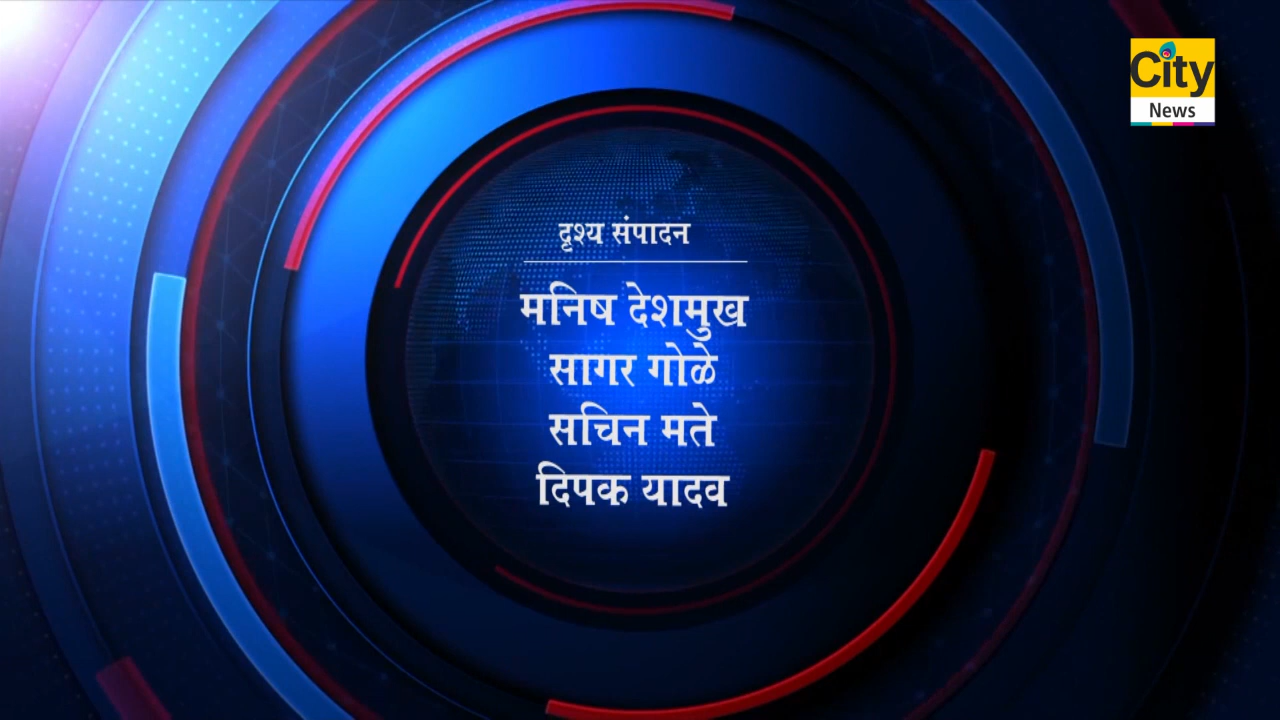 City
News
दृश्य संपादन
मनिष देशमुख
सागर गोळे
सचिन मते
दिपक यादव